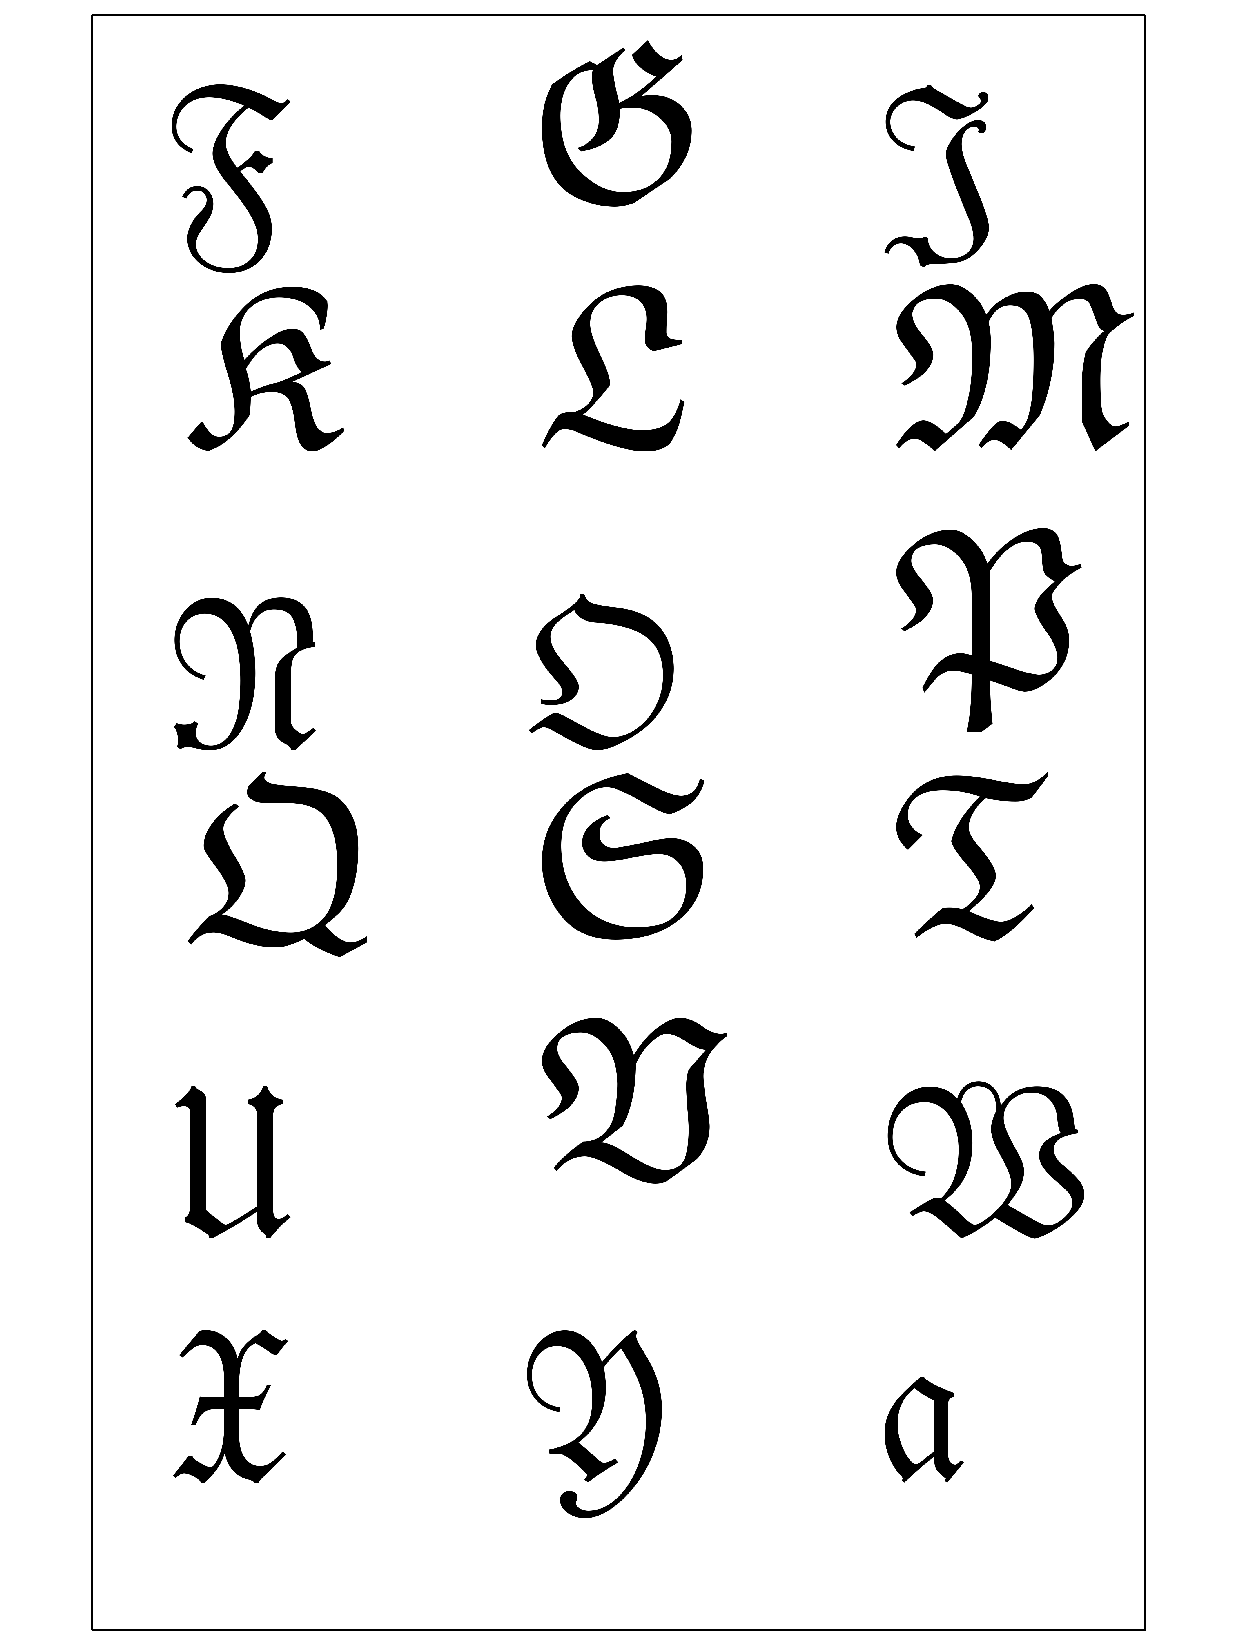 𝔉 𝔊 𝔍
𝔎 𝔏 𝔐
𝔑 𝔒 𝔓
𝔔 𝔖 𝔗
𝔘 𝔙 𝔚
𝔛 𝔜 𝔞